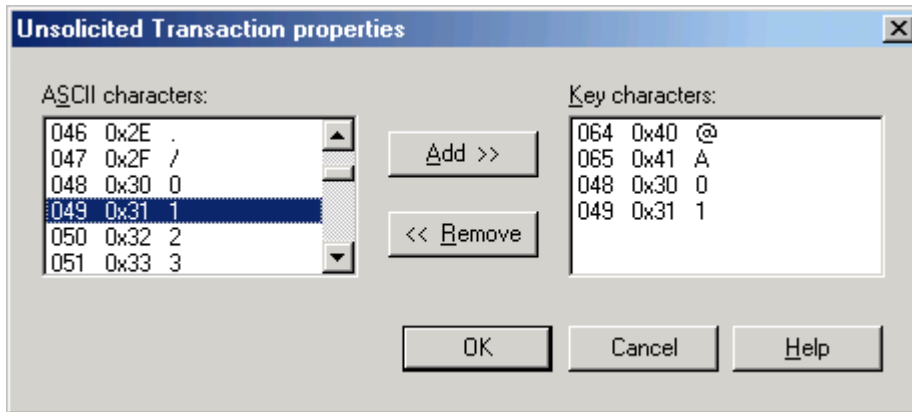 Unsolicited Transaction properties
ASCII characters:
046 0x2E .
047 0x2F /
048 0x30 0
049 0x31 1
050 0x32 2
051 0x33 3
Add >>
<< Remove
Key characters:
064 0x40 @
065 0x41 A
048 0x30 0
049 0x31 1
OK
Cancel
Help